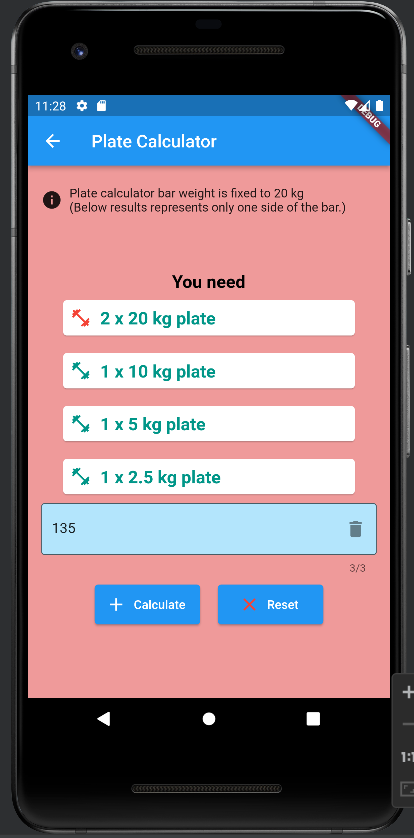 11:28
DEBUG
Plate Calculator
Plate calculator bar weight is fixed to 20 kg
(Below results represents only one side of the bar.)
You need
2 x 20 kg plate
1 x 10 kg plate
1 x 5 kg plate
1 x 2.5 kg plate
135
3/3
Calculate
Reset